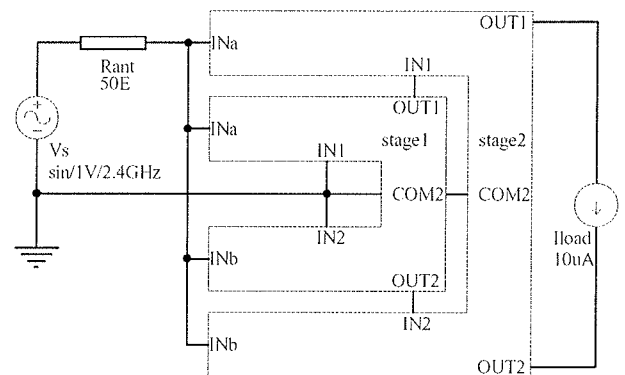 OUT1
INa
Rant
50E
IN1
OUT1
INa
stage1
stage2
Vs
sin/1V/2.4GHz
IN1
COM2
COM2
IN2
Iload
10uA
INb
OUT2
IN2
INb
OUT2